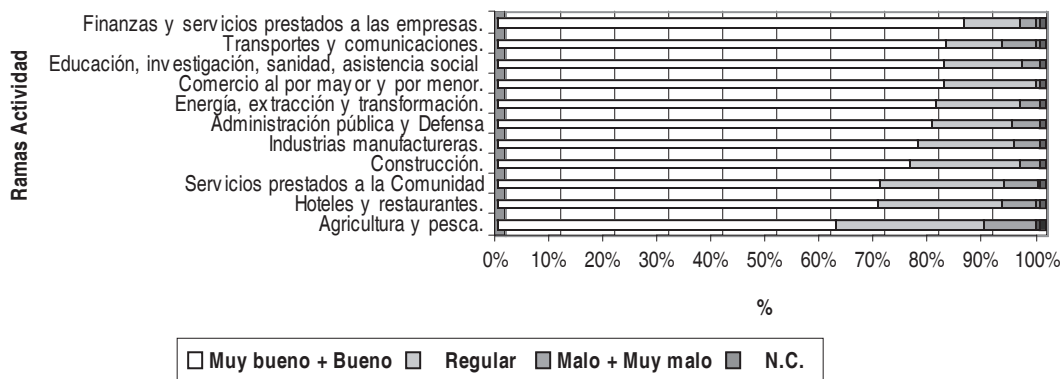 Ramas Actividad
Finanzas y servicios prestados a las empresas.
Transportes y comunicaciones.
Educación, investigación, sanidad, asistencia social
Comercio al por mayor y por menor.
Energía, extracción y transformación.
Administración pública y Defensa
Industrias manufactureras.
Construcción.
Servicios prestados a la Comunidad
Hoteles y restaurantes.
Agricultura y pesca.
0% 10% 20% 30% 40% 50% 60% 70% 80% 90% 100%
%
Muy bueno + Bueno Regular Malo + Muy malo N.C.